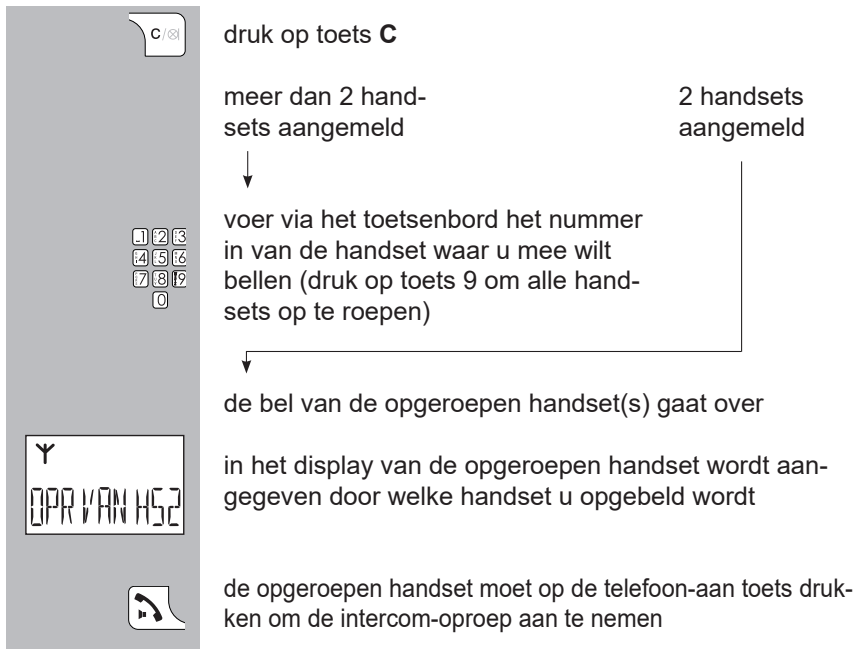 C/⊗
druk op toets C
meer dan 2 hand-
sets aangemeld
2 handsets
aangemeld
1 2 3
4 5 6
7 8 9
0
voer via het toetsenbord het nummer
in van de handset waar u mee wilt
bellen (druk op toets 9 om alle hand-
sets op te roepen)
de bel van de opgeroepen handset(s) gaat over
OPR VAN HS2
in het display van de opgeroepen handset wordt aan-
gegeven door welke handset u opgebeld wordt
de opgeroepen handset moet op de telefoon-aan toets druk-
ken om de intercom-oproep aan te nemen